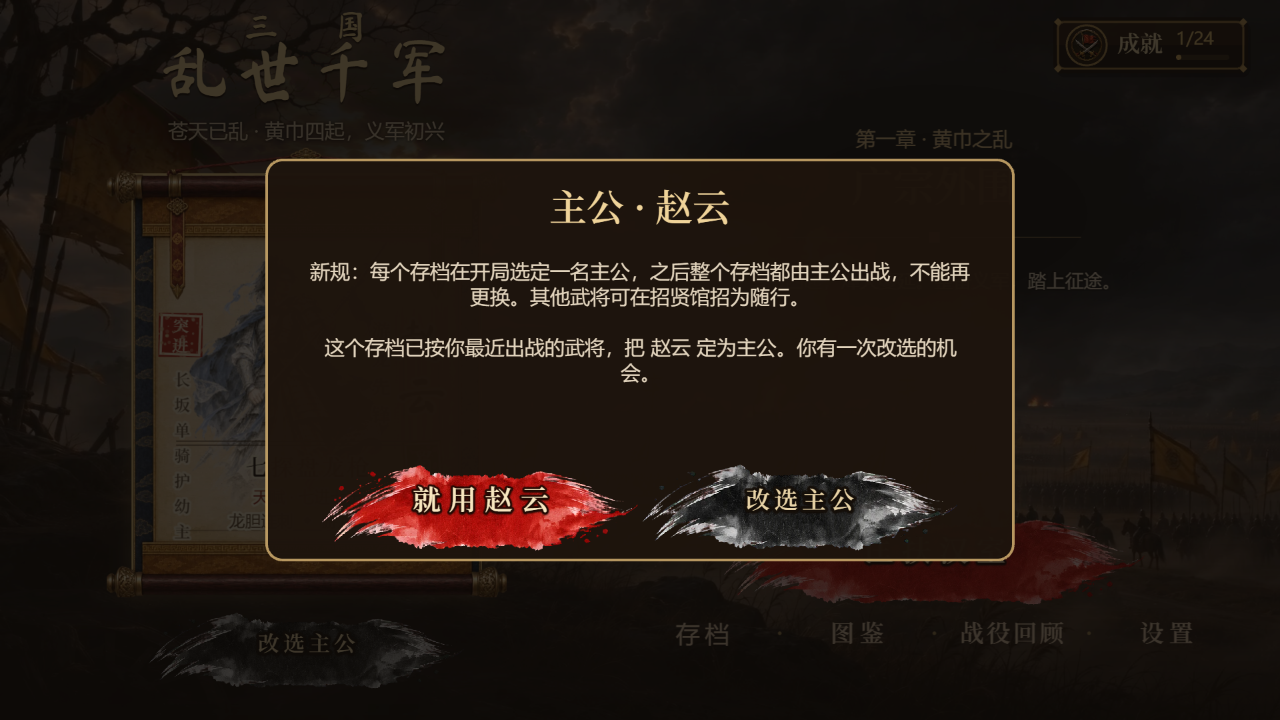 三国
乱世千军
苍天已乱 · 黄巾四起，义军初兴
成就 1/24
第一章 · 黄巾之乱
主公 · 赵云
新规：每个存档在开局选定一名主公，之后整个存档都由主公出战，不能再
更换。其他武将可在招贤馆招为随行。
踏上征途。
这个存档已按你最近出战的武将，把 赵云 定为主公。你有一次改选的机
会。
突进
长坂单骑护幼主
七
天
龙胆
就用赵云
改选主公
改选主公
存档 · 图鉴 · 战役回顾 · 设置